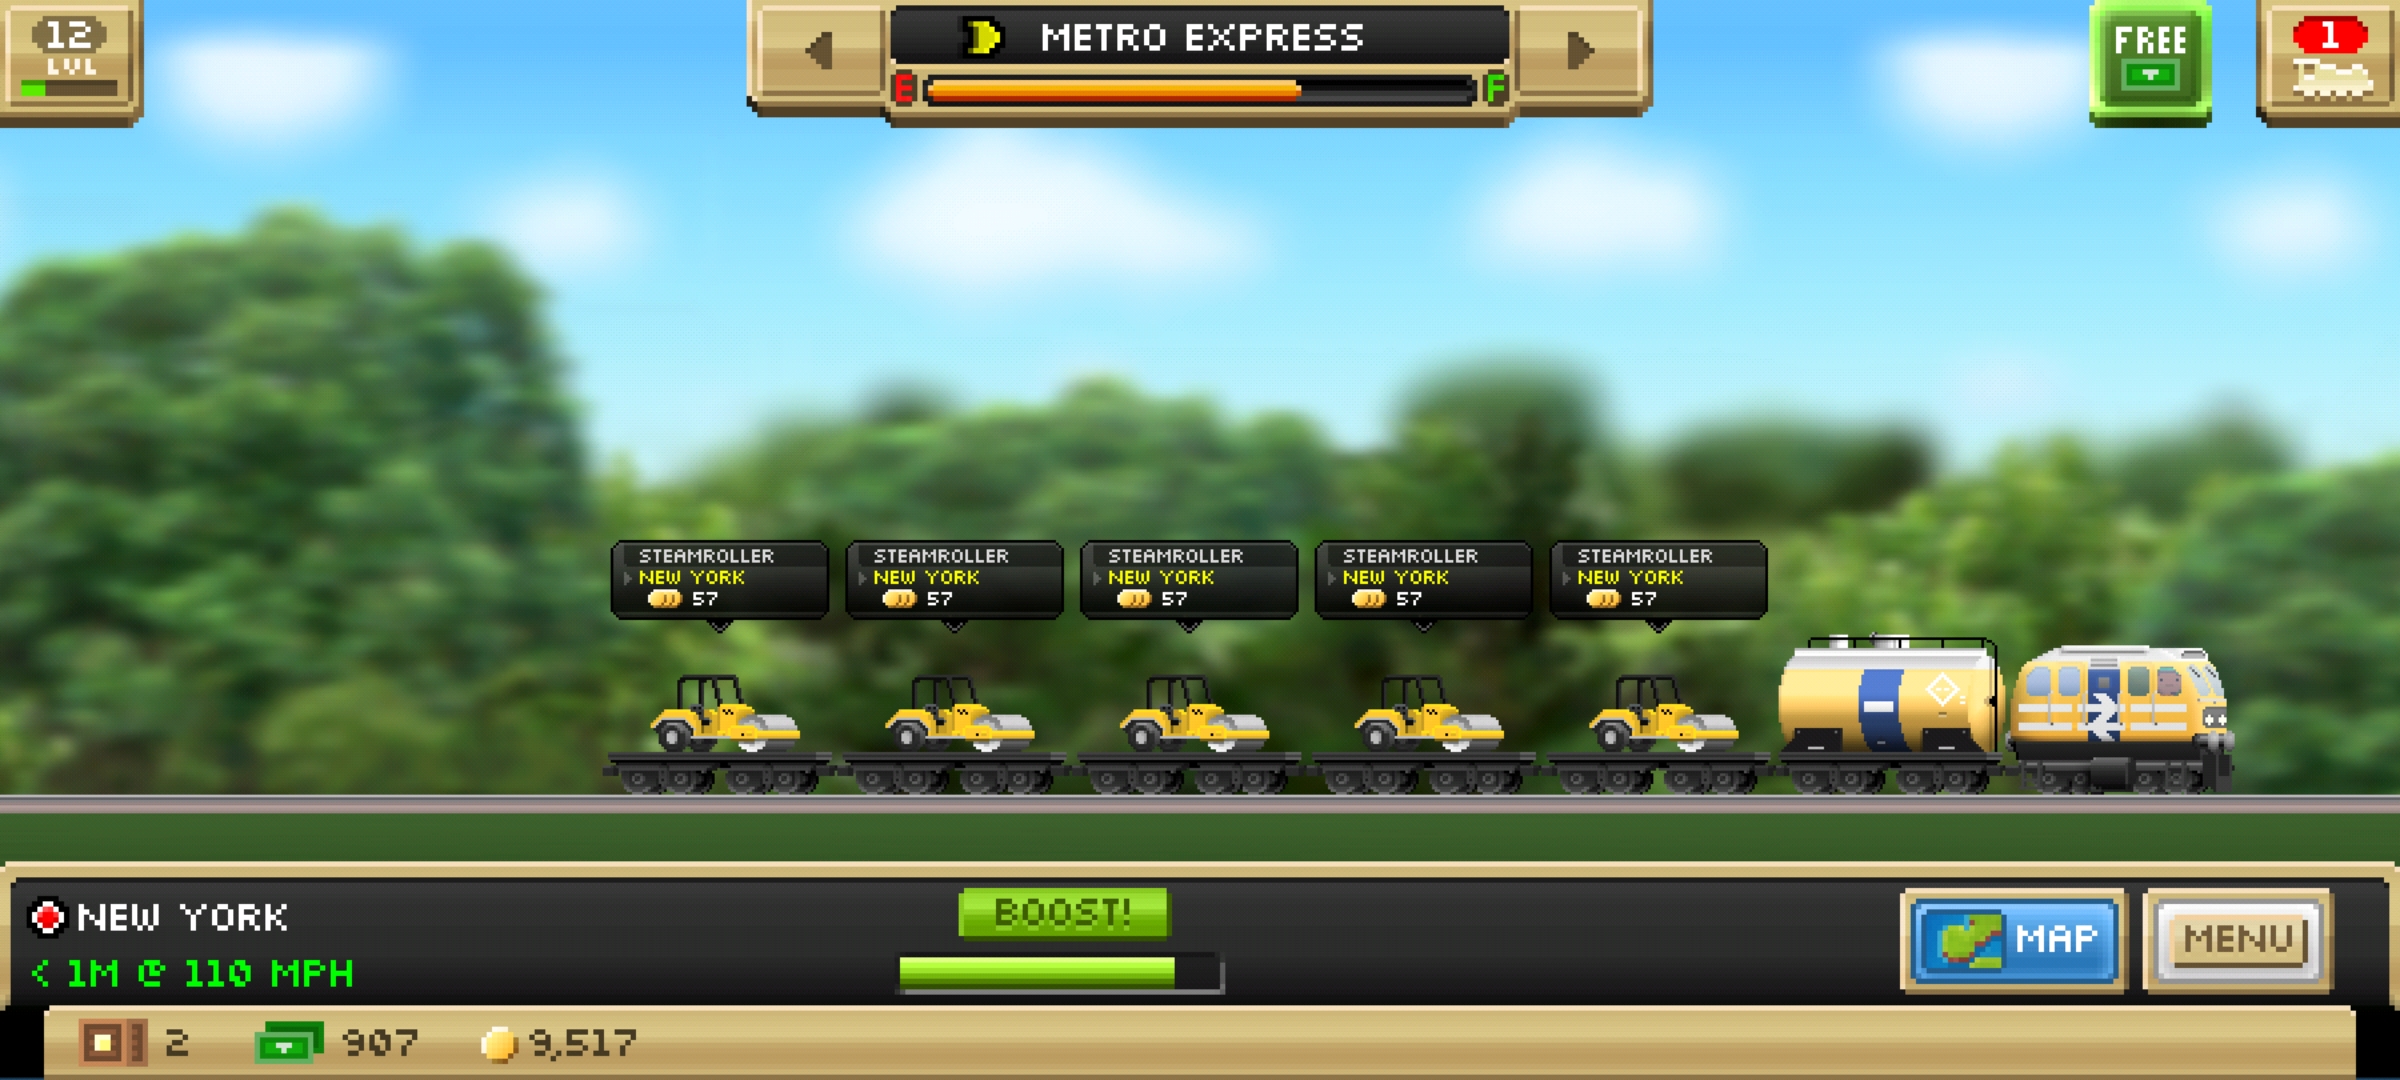 12
LVL
METRO EXPRESS
E F
FREE
1
STEAMROLLER
NEW YORK
57
STEAMROLLER
NEW YORK
57
STEAMROLLER
NEW YORK
57
STEAMROLLER
NEW YORK
57
STEAMROLLER
NEW YORK
57
NEW YORK
< 1M @ 110 MPH
BOOST!
MAP
MENU
2 907 9,517